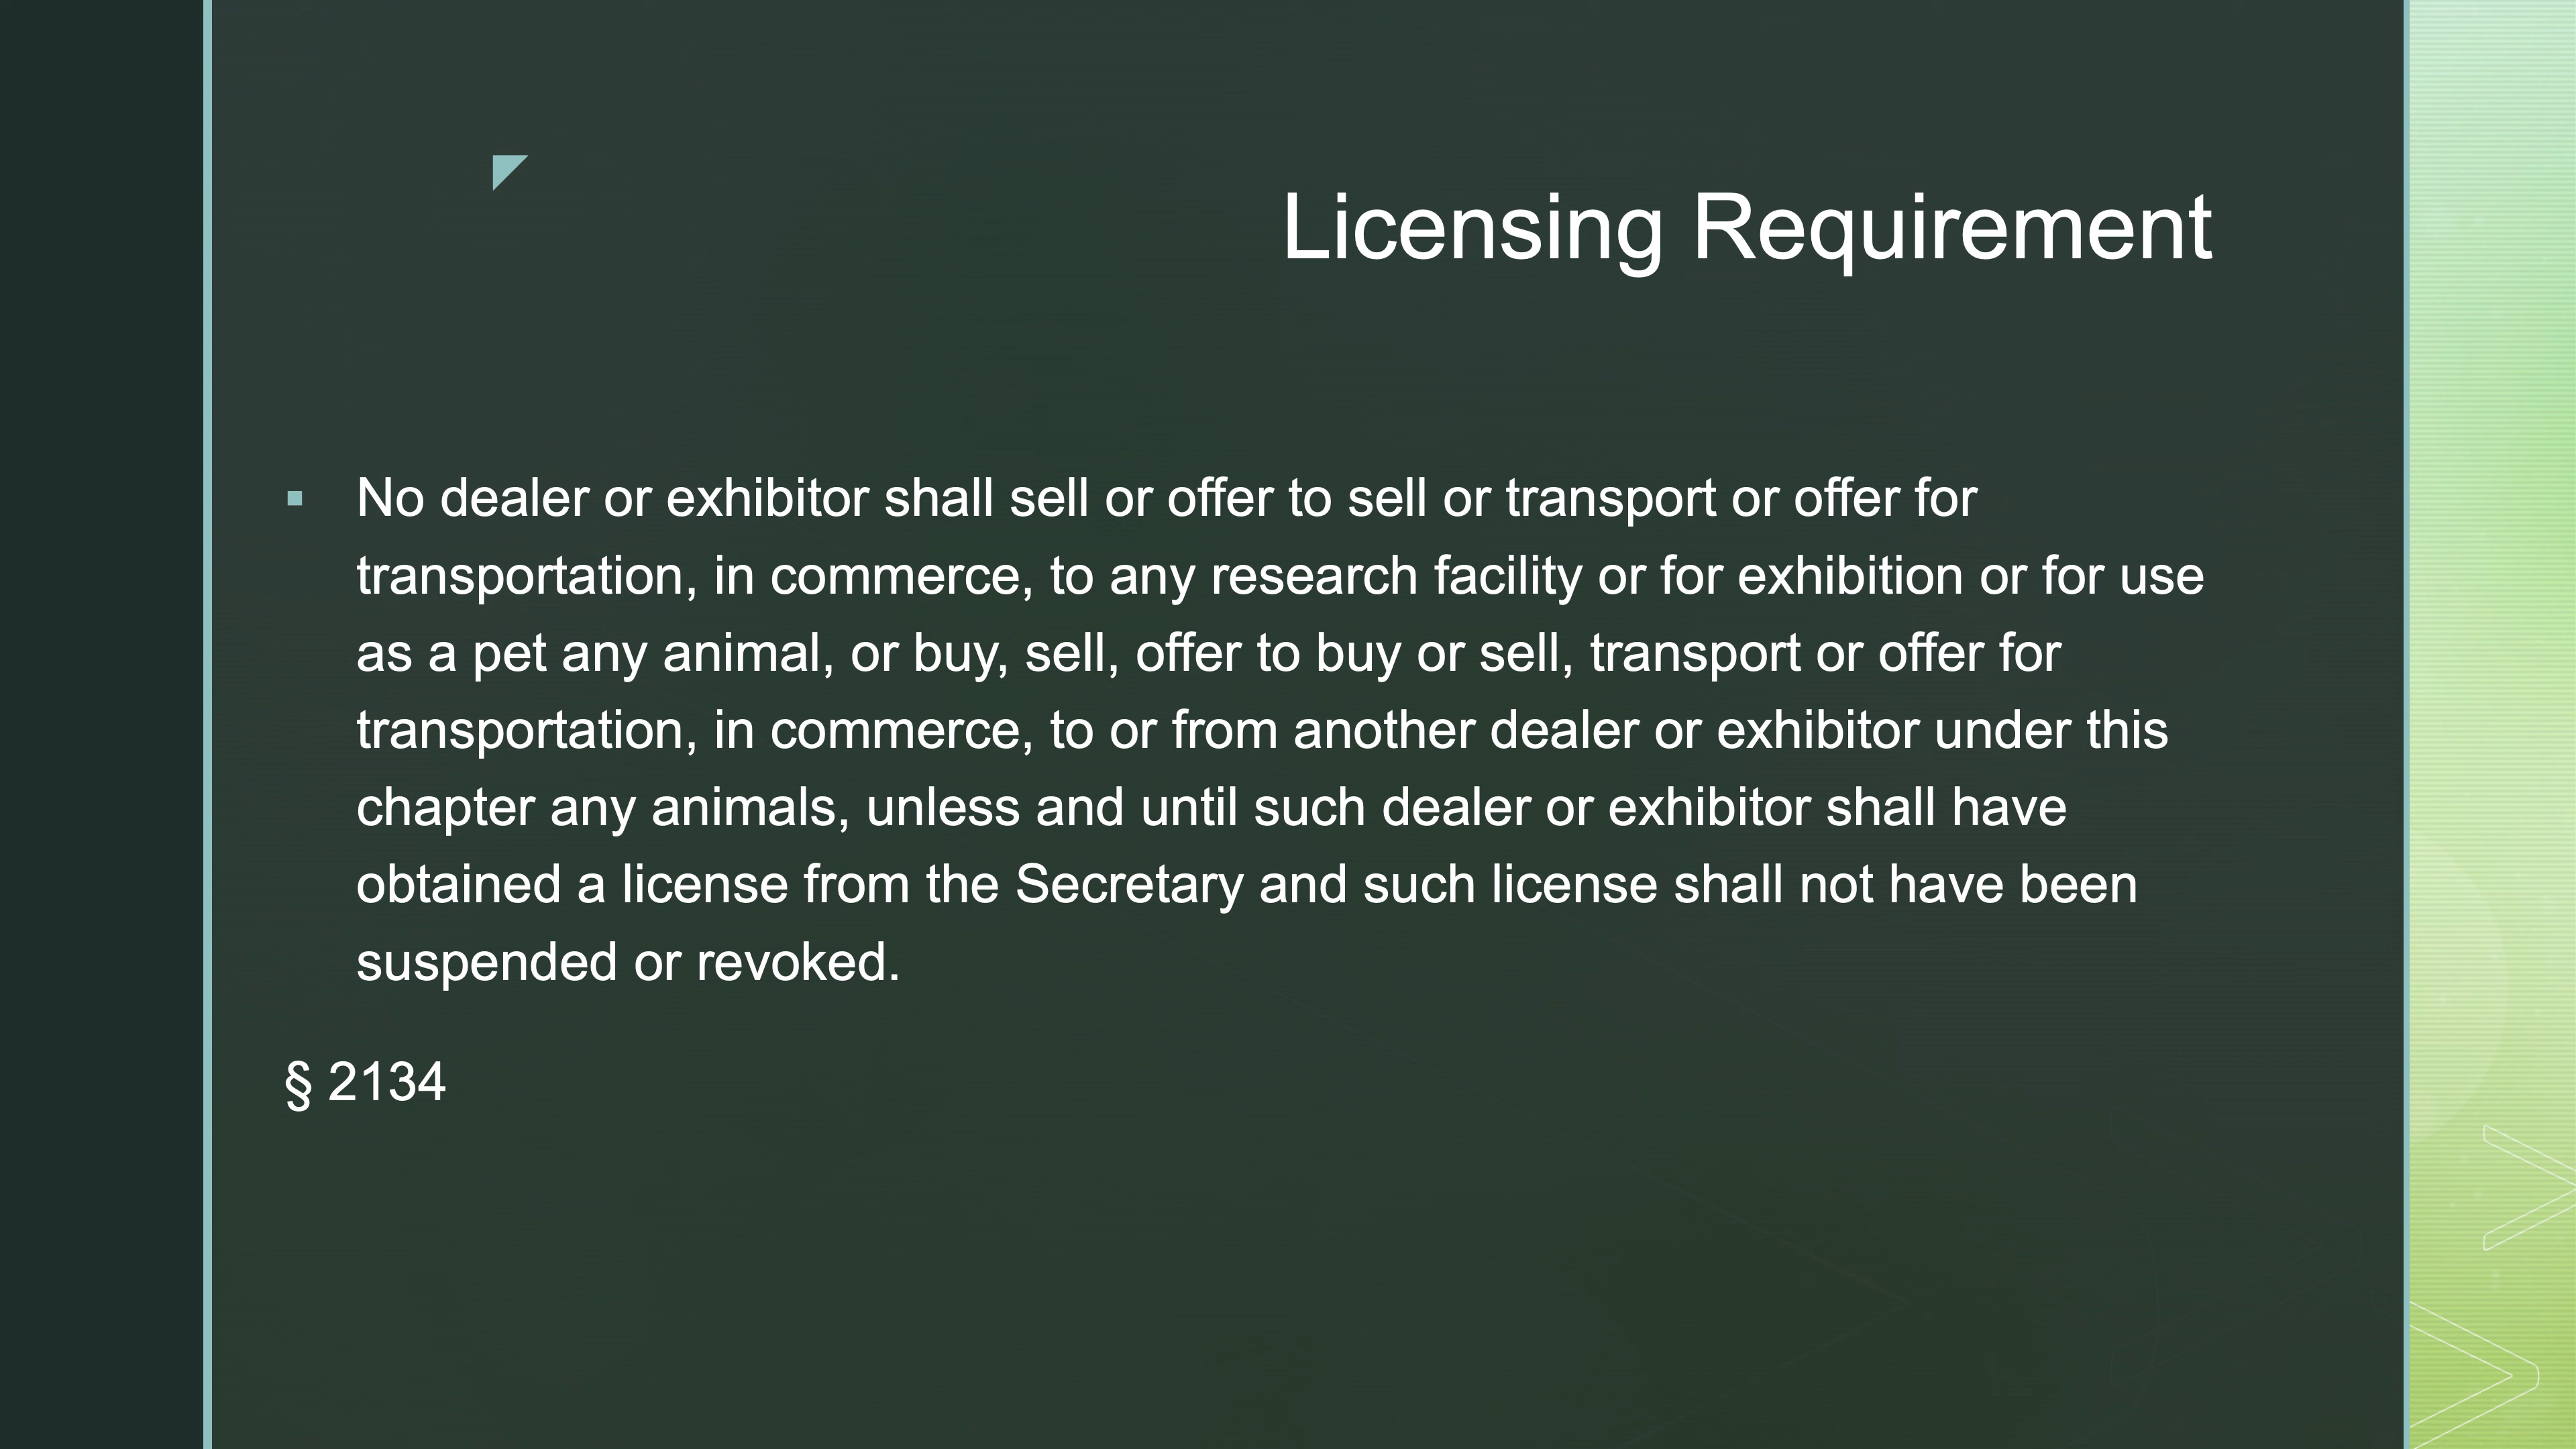 Licensing Requirement
▪ No dealer or exhibitor shall sell or offer to sell or transport or offer for
transportation, in commerce, to any research facility or for exhibition or for use
as a pet any animal, or buy, sell, offer to buy or sell, transport or offer for
transportation, in commerce, to or from another dealer or exhibitor under this
chapter any animals, unless and until such dealer or exhibitor shall have
obtained a license from the Secretary and such license shall not have been
suspended or revoked.
§ 2134